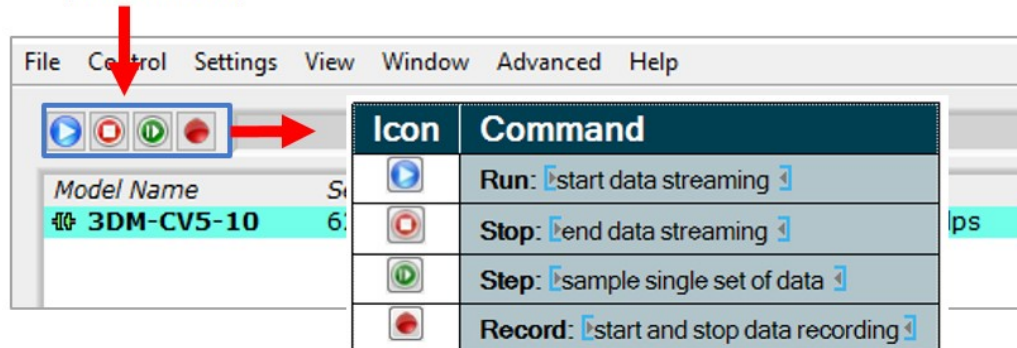 File Control Settings View Window Advanced Help
Icon Command
Run: start data streaming
Model Name
Stop: end data streaming
3DM-CV5-10
Step: sample single set of data
Record: start and stop data recording